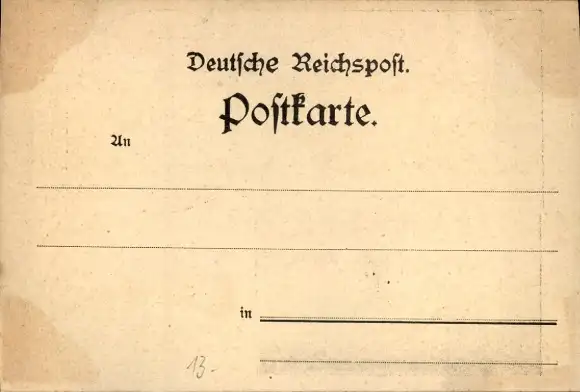 Deutsche Reichspost.
Postkarte.
An
in
13.